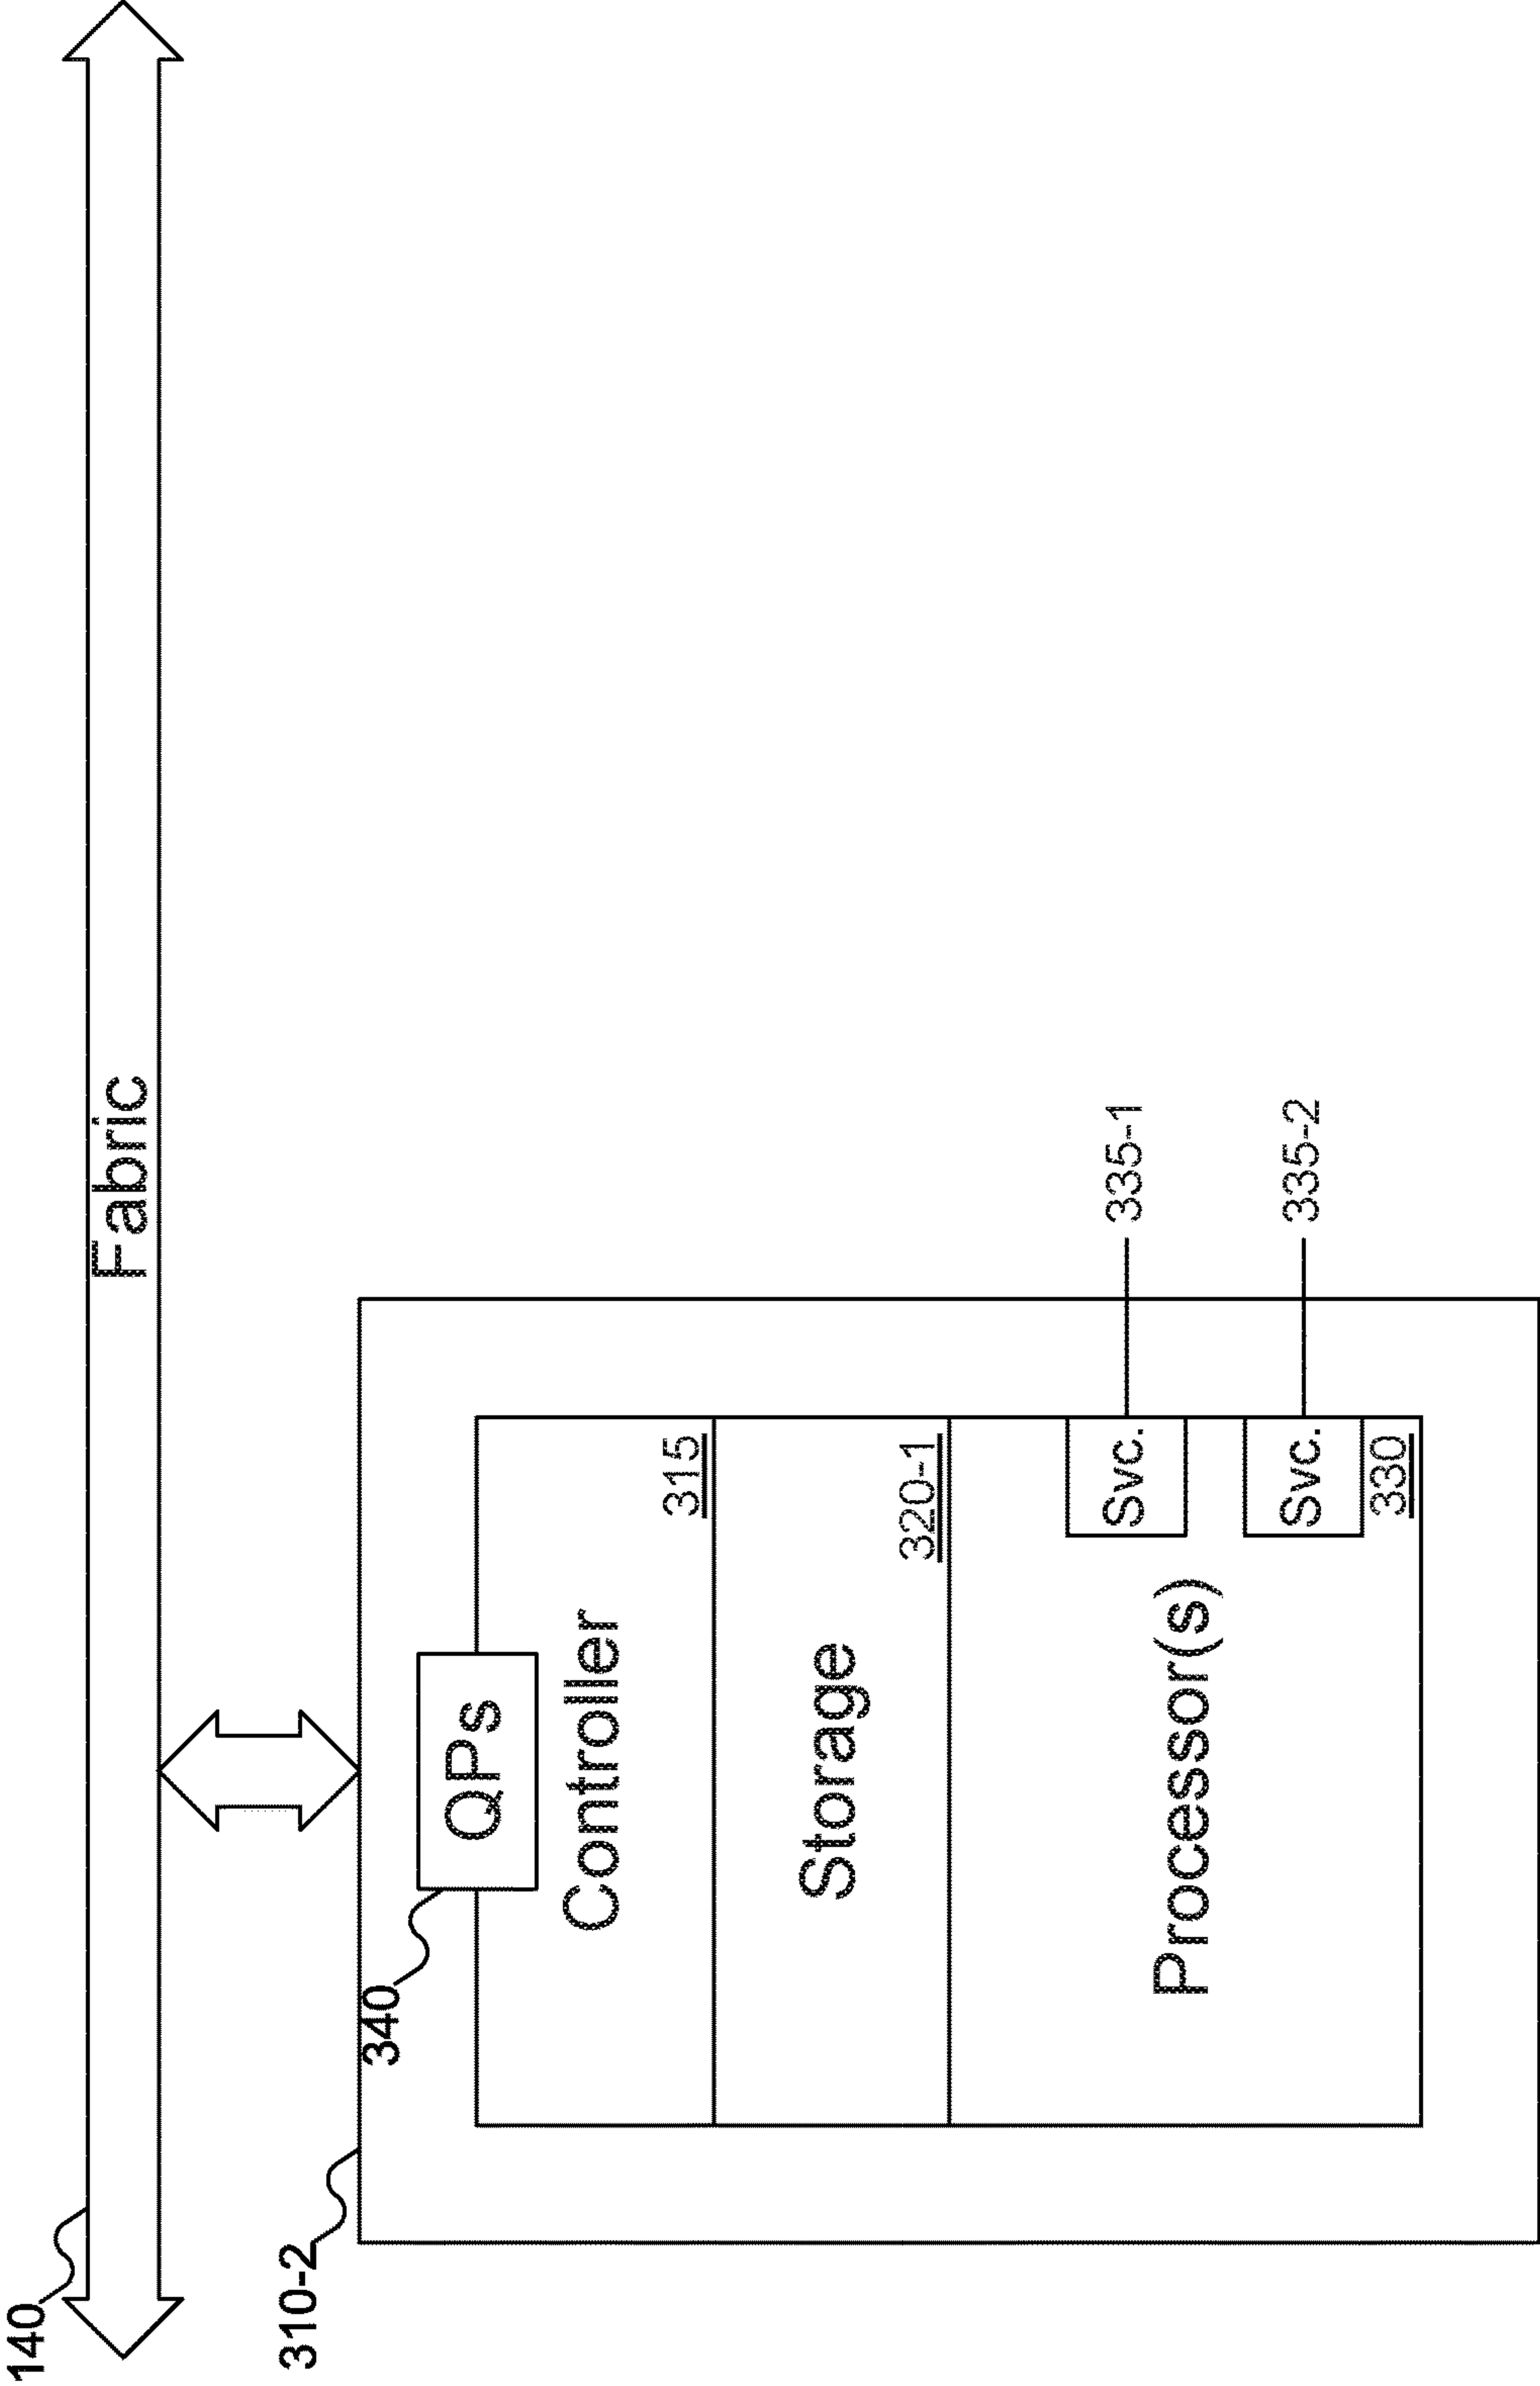 140
Fabric
310-2
340
QPs
Controller
315
Storage
320-1
Processor(s)
Svc.
335-1
Svc.
335-2
330